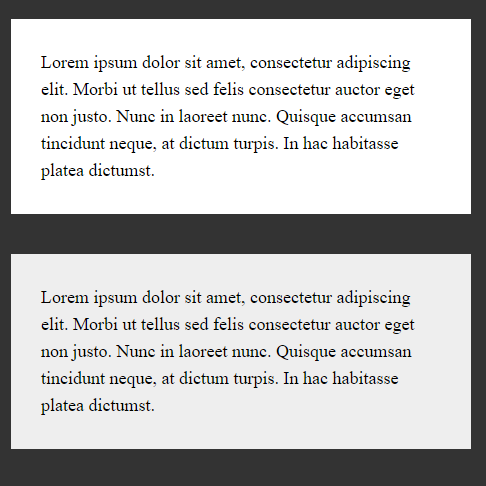 Lorem ipsum dolor sit amet, consectetur adipiscing
elit. Morbi ut tellus sed felis consectetur auctor eget
non justo. Nunc in laoreet nunc. Quisque accumsan
tincidunt neque, at dictum turpis. In hac habitasse
platea dictumst.
Lorem ipsum dolor sit amet, consectetur adipiscing
elit. Morbi ut tellus sed felis consectetur auctor eget
non justo. Nunc in laoreet nunc. Quisque accumsan
tincidunt neque, at dictum turpis. In hac habitasse
platea dictumst.